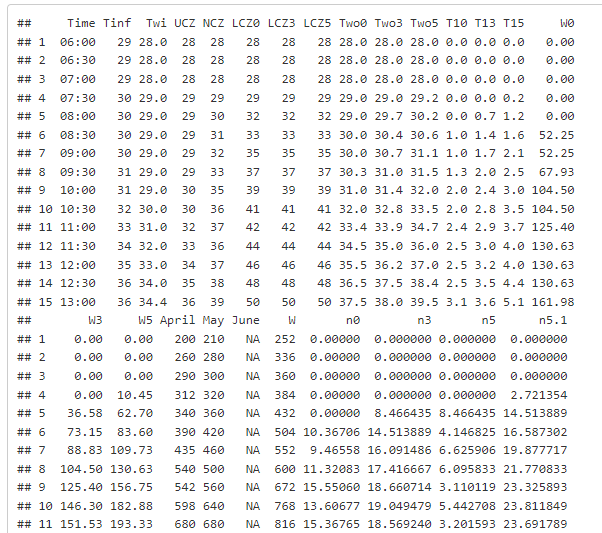 ##     Time Tinf  Twi UCZ NCZ LCZ0 LCZ3 LCZ5 Two0 Two3 Two5 T10 T13 T15     W0
## 1  06:00   29 28.0  28  28   28   28   28 28.0 28.0 28.0 0.0 0.0 0.0   0.00
## 2  06:30   29 28.0  28  28   28   28   28 28.0 28.0 28.0 0.0 0.0 0.0   0.00
## 3  07:00   29 28.0  28  28   28   28   28 28.0 28.0 28.0 0.0 0.0 0.0   0.00
## 4  07:30   30 29.0  29  29   29   29   29 29.0 29.0 29.2 0.0 0.0 0.2   0.00
## 5  08:00   30 29.0  29  30   32   32   32 29.0 29.7 30.2 0.0 0.7 1.2   0.00
## 6  08:30   30 29.0  29  31   33   33   33 30.0 30.4 30.6 1.0 1.4 1.6  52.25
## 7  09:00   30 29.0  29  32   35   35   35 30.0 30.7 31.1 1.0 1.7 2.1  52.25
## 8  09:30   31 29.0  29  33   37   37   37 30.3 31.0 31.5 1.3 2.0 2.5  67.93
## 9  10:00   31 29.0  30  35   39   39   39 31.0 31.4 32.0 2.0 2.4 3.0 104.50
## 10 10:30   32 30.0  30  36   41   41   41 32.0 32.8 33.5 2.0 2.8 3.5 104.50
## 11 11:00   33 31.0  32  37   42   42   42 33.4 33.9 34.7 2.4 2.9 3.7 125.40
## 12 11:30   34 32.0  33  36   44   44   44 34.5 35.0 36.0 2.5 3.0 4.0 130.63
## 13 12:00   35 33.0  34  37   46   46   46 35.5 36.2 37.0 2.5 3.2 4.0 130.63
## 14 12:30   36 34.0  35  38   48   48   48 36.5 37.5 38.4 2.5 3.5 4.4 130.63
## 15 13:00   36 34.4  36  39   50   50   50 37.5 38.0 39.5 3.1 3.6 5.1 161.98
##        W3     W5 April May June   W       n0        n3       n5      n5.1
## 1    0.00   0.00   200 210   NA 252  0.00000  0.000000 0.000000  0.000000
## 2    0.00   0.00   260 280   NA 336  0.00000  0.000000 0.000000  0.000000
## 3    0.00   0.00   290 300   NA 360  0.00000  0.000000 0.000000  0.000000
## 4    0.00  10.45   312 320   NA 384  0.00000  0.000000 0.000000  2.721354
## 5   36.58  62.70   340 360   NA 432  0.00000  8.466435 8.466435 14.513889
## 6   73.15  83.60   390 420   NA 504 10.36706 14.513889 4.146825 16.587302
## 7   88.83 109.73   435 460   NA 552  9.46558 16.091486 6.625906 19.877717
## 8  104.50 130.63   540 500   NA 600 11.32083 17.416667 6.095833 21.770833
## 9  125.40 156.75   542 560   NA 672 15.55060 18.660714 3.110119 23.325893
## 10 146.30 182.88   598 640   NA 768 13.60677 19.049479 5.442708 23.811849
## 11 151.53 193.33   680 680   NA 816 15.36765 18.569240 3.201593 23.691789